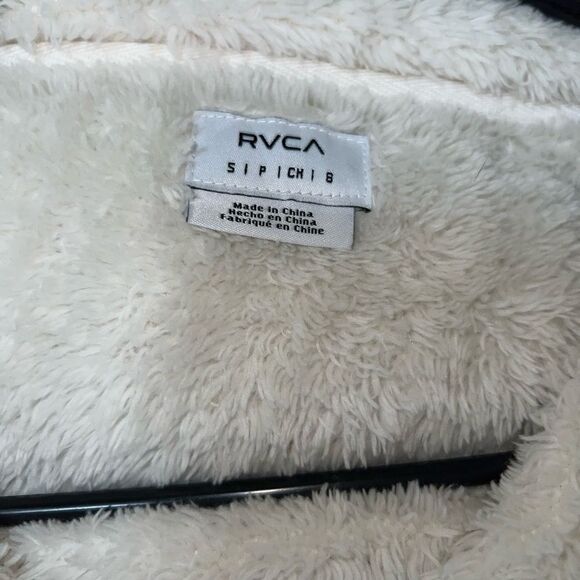 RVCA
S | P | CH | 8
Made in China
Hecho en China
Fabriqué en Chine